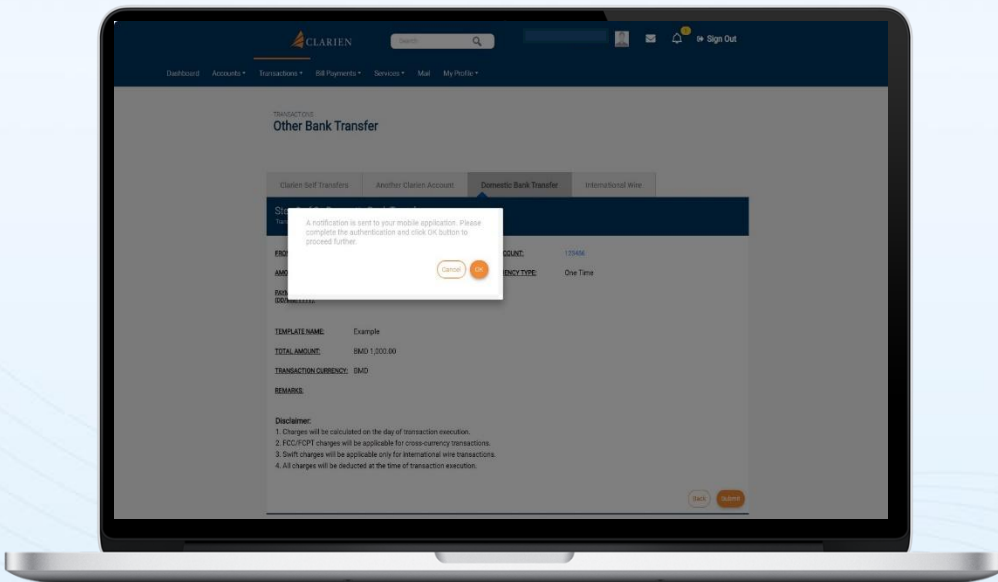 CLARIEN
Search
Sign Out
Dashboard Accounts Transactions Bill Payments Services Mail My Profile
TRANSACTIONS
Other Bank Transfer
Clarien Self Transfers Another Clarien Account Domestic Bank Transfer International Wire
A notification is sent to your mobile application. Please
complete the authentication and click OK button to
proceed further.
Cancel OK
123456
TYPE: One Time
TEMPLATE NAME: Example
TOTAL AMOUNT: BMD 1,000.00
TRANSACTION CURRENCY: BMD
REMARKS:
Disclaimer:
1. Charges will be calculated on the day of transaction execution.
2. FCC/FCPT charges will be applicable for cross-currency transactions.
3. Swift charges will be applicable only for international wire transactions.
4. All charges will be deducted at the time of transaction execution.
Back Submit